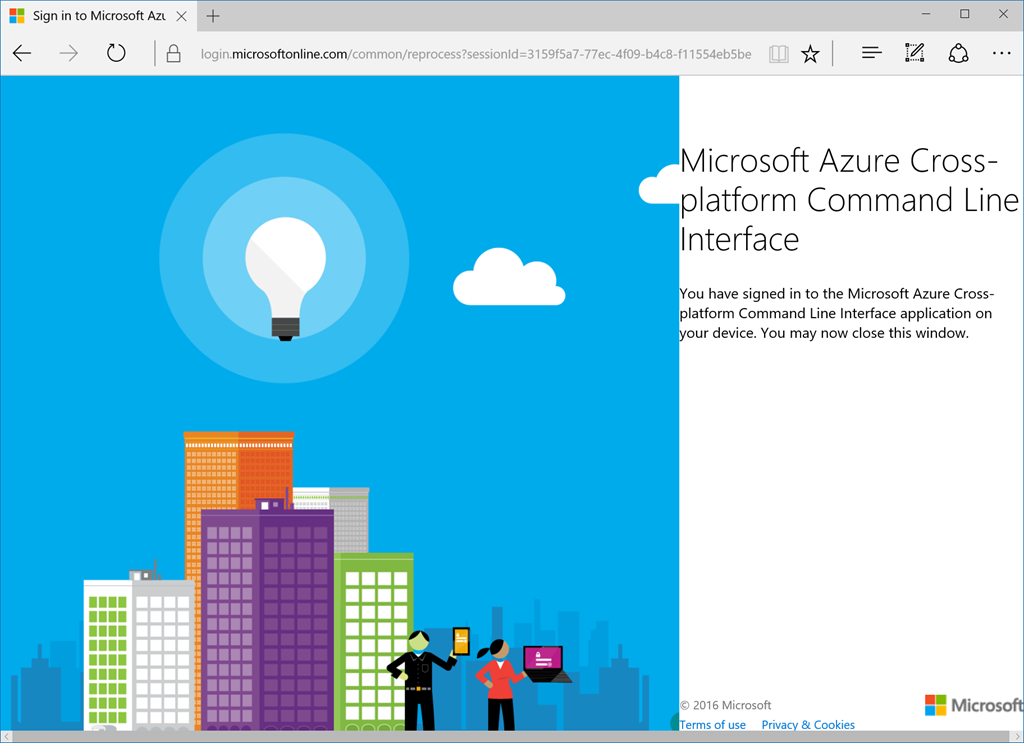 Sign in to Microsoft Azu
login.microsoftonline.com/common/reprocess?sessionId=3159f5a7-77ec-4f09-b4c8-f11554eb5be
Microsoft Azure Cross-
platform Command Line
Interface
You have signed in to the Microsoft Azure Cross-
platform Command Line Interface application on
your device. You may now close this window.
© 2016 Microsoft
Terms of use Privacy & Cookies
Microsoft